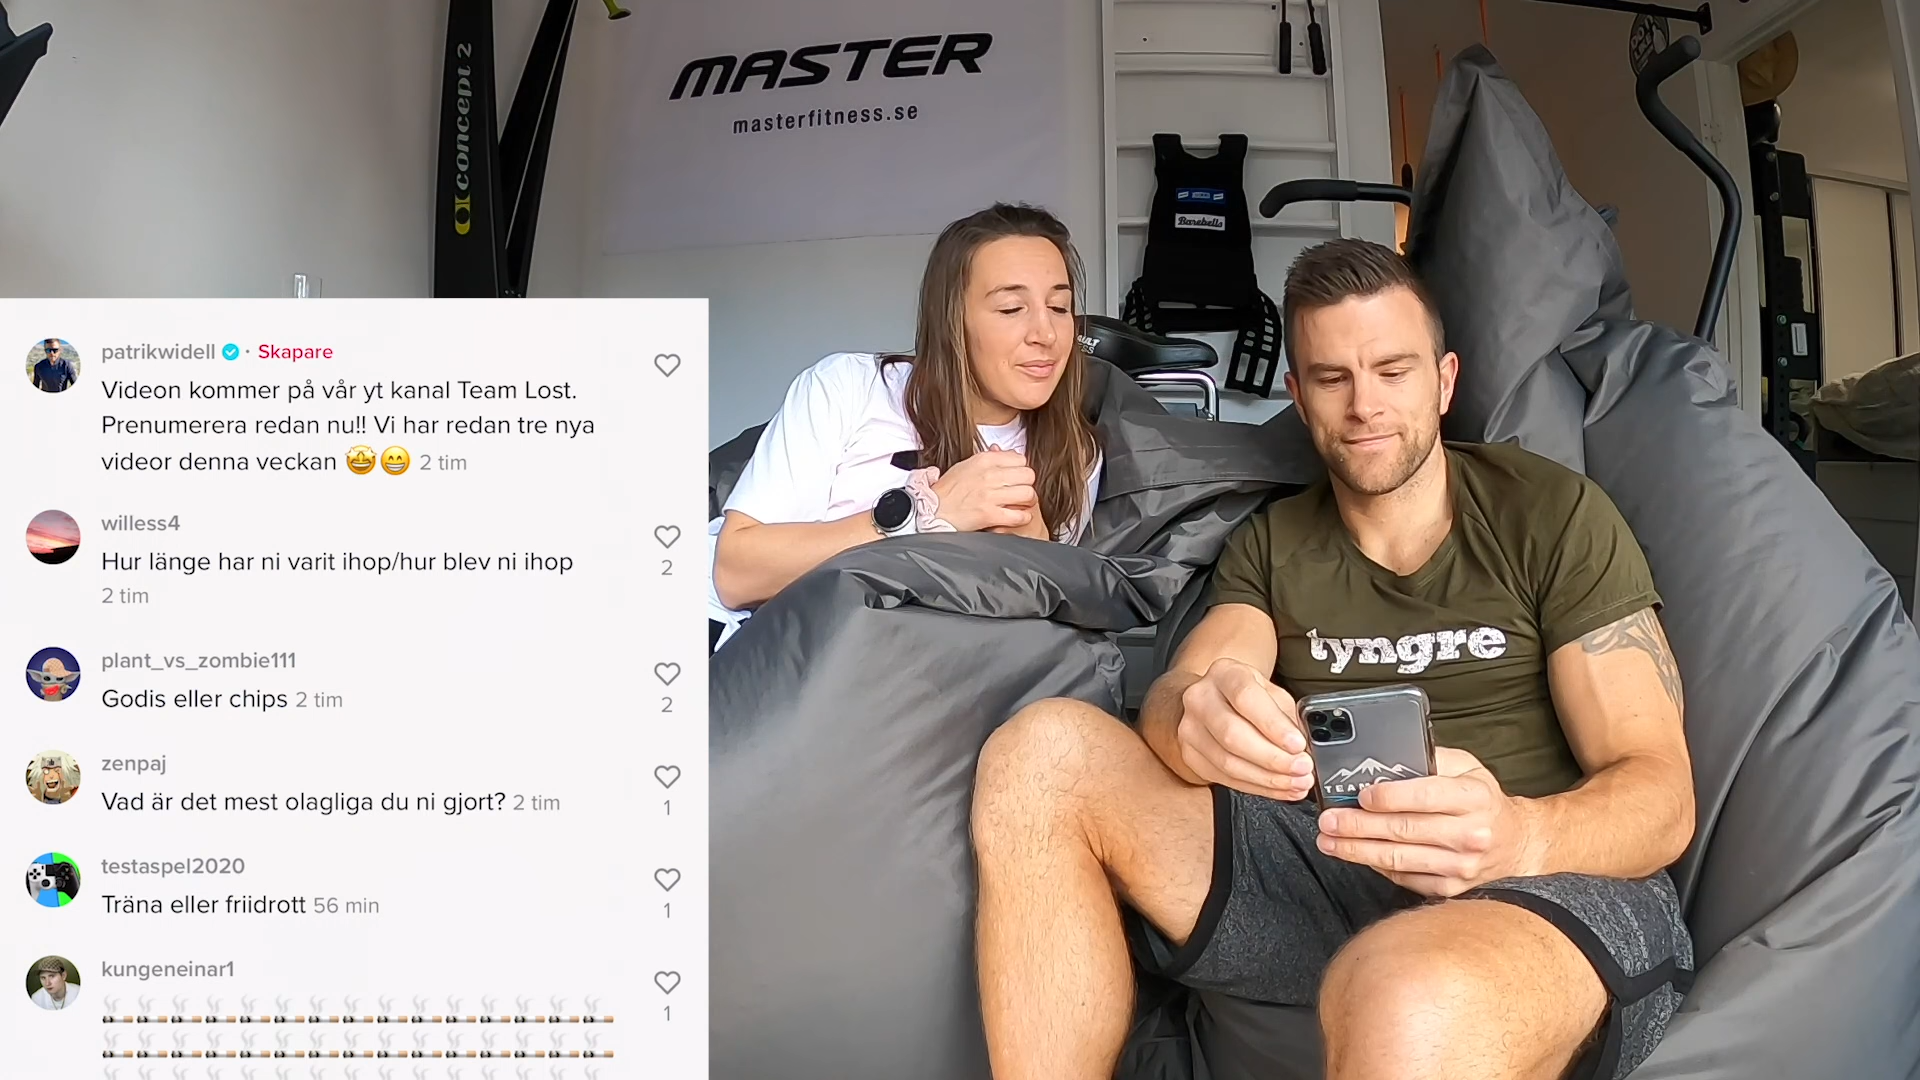 concept 2
MASTER
masterfitness.se
Barebells
patrikwidell · Skapare
Videon kommer på vår yt kanal Team Lost.
Prenumerera redan nu!! Vi har redan tre nya
videor denna veckan 🤩😁 2 tim
willess4
Hur länge har ni varit ihop/hur blev ni ihop
2
2 tim
plant_vs_zombie111
Godis eller chips 2 tim
2
zenpaj
Vad är det mest olagliga du ni gjort? 2 tim
1
testaspel2020
Träna eller friidrott 56 min
1
kungeneinar1
🚬🚬🚬🚬🚬🚬🚬🚬🚬🚬🚬🚬🚬🚬🚬
1
🚬🚬🚬🚬🚬🚬🚬🚬🚬🚬🚬🚬🚬🚬🚬
tyngre
TEAM